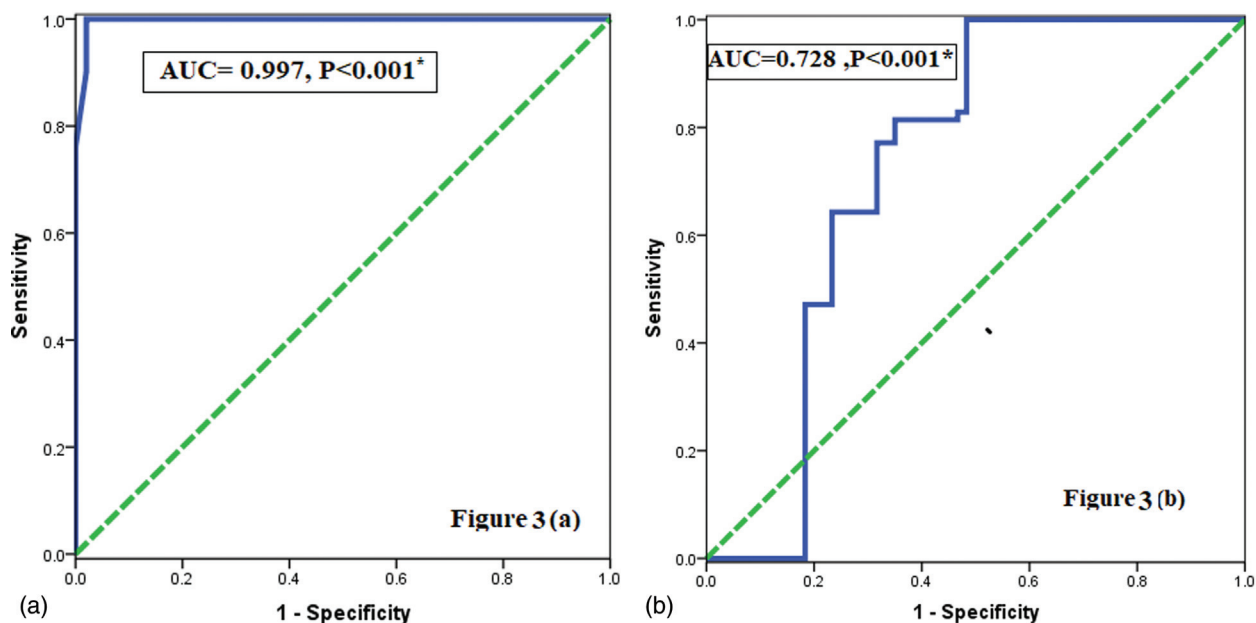 1.0
0.8
0.6
0.4
0.2
0.0
Sensitivity
AUC= 0.997, P<0.001*
Figure 3 (a)
0.0 0.2 0.4 0.6 0.8 1.0
1 - Specificity
(a)
1.0
0.8
0.6
0.4
0.2
0.0
Sensitivity
AUC=0.728 ,P<0.001*
Figure 3 (b)
0.0 0.2 0.4 0.6 0.8 1.0
1 - Specificity
(b)